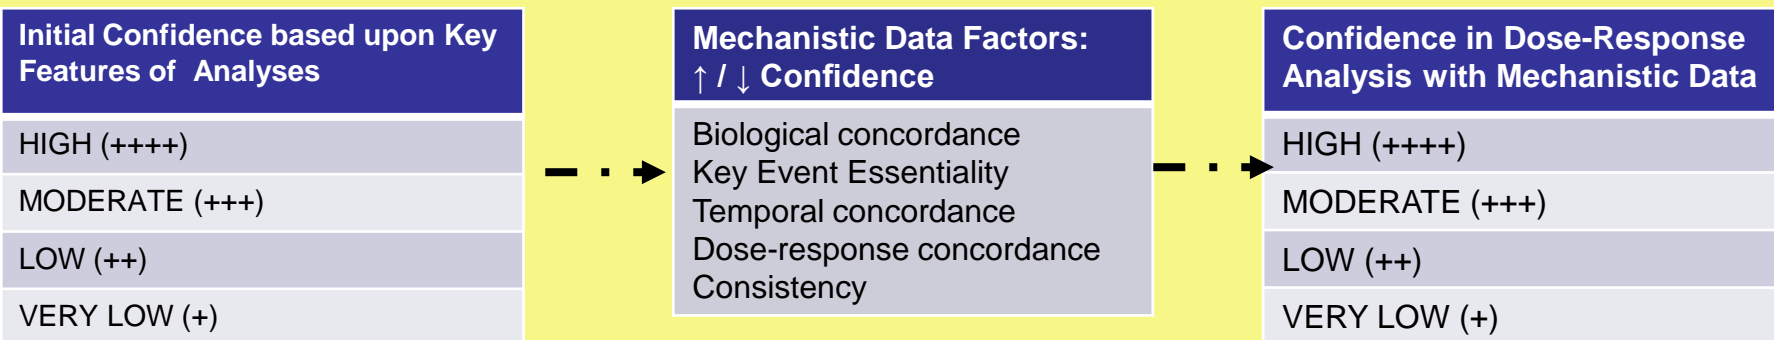 Initial Confidence based upon Key
Features of  Analyses
HIGH (++++)
MODERATE (+++)
LOW (++)
VERY LOW (+)
Mechanistic Data Factors:
↑ / ↓ Confidence
Biological concordance
Key Event Essentiality
Temporal concordance
Dose-response concordance
Consistency
Confidence in Dose-Response
Analysis with Mechanistic Data
HIGH (++++)
MODERATE (+++)
LOW (++)
VERY LOW (+)